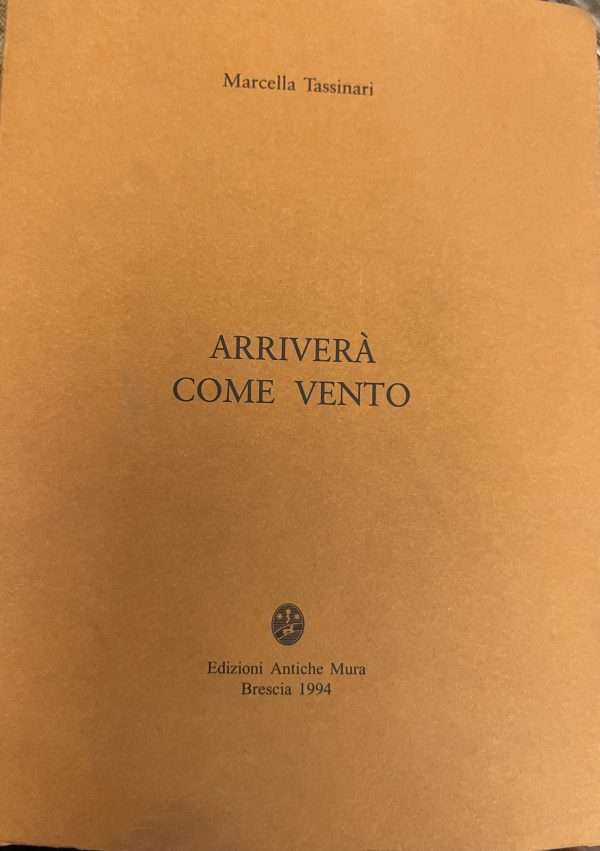 Marcella Tassinari
ARRIVERÀ
COME VENTO
Edizioni Antiche Mura
Brescia 1994